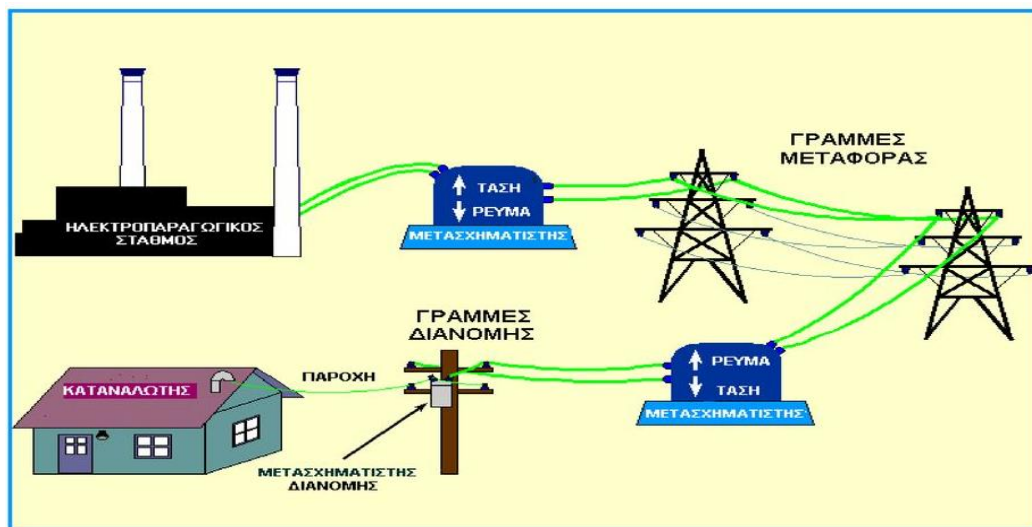 ΓΡΑΜΜΕΣ
ΜΕΤΑΦΟΡΑΣ
ΤΑΣΗ
ΡΕΥΜΑ
ΜΕΤΑΣΧΗΜΑΤΙΣΤΗΣ
ΗΛΕΚΤΡΟΠΑΡΑΓΩΓΙΚΟΣ
ΣΤΑΘΜΟΣ
ΓΡΑΜΜΕΣ
ΔΙΑΝΟΜΗΣ
ΡΕΥΜΑ
ΤΑΣΗ
ΜΕΤΑΣΧΗΜΑΤΙΣΤΗΣ
ΠΑΡΟΧΗ
ΚΑΤΑΝΑΛΩΤΗΣ
ΜΕΤΑΣΧΗΜΑΤΙΣΤΗΣ
ΔΙΑΝΟΜΗΣ